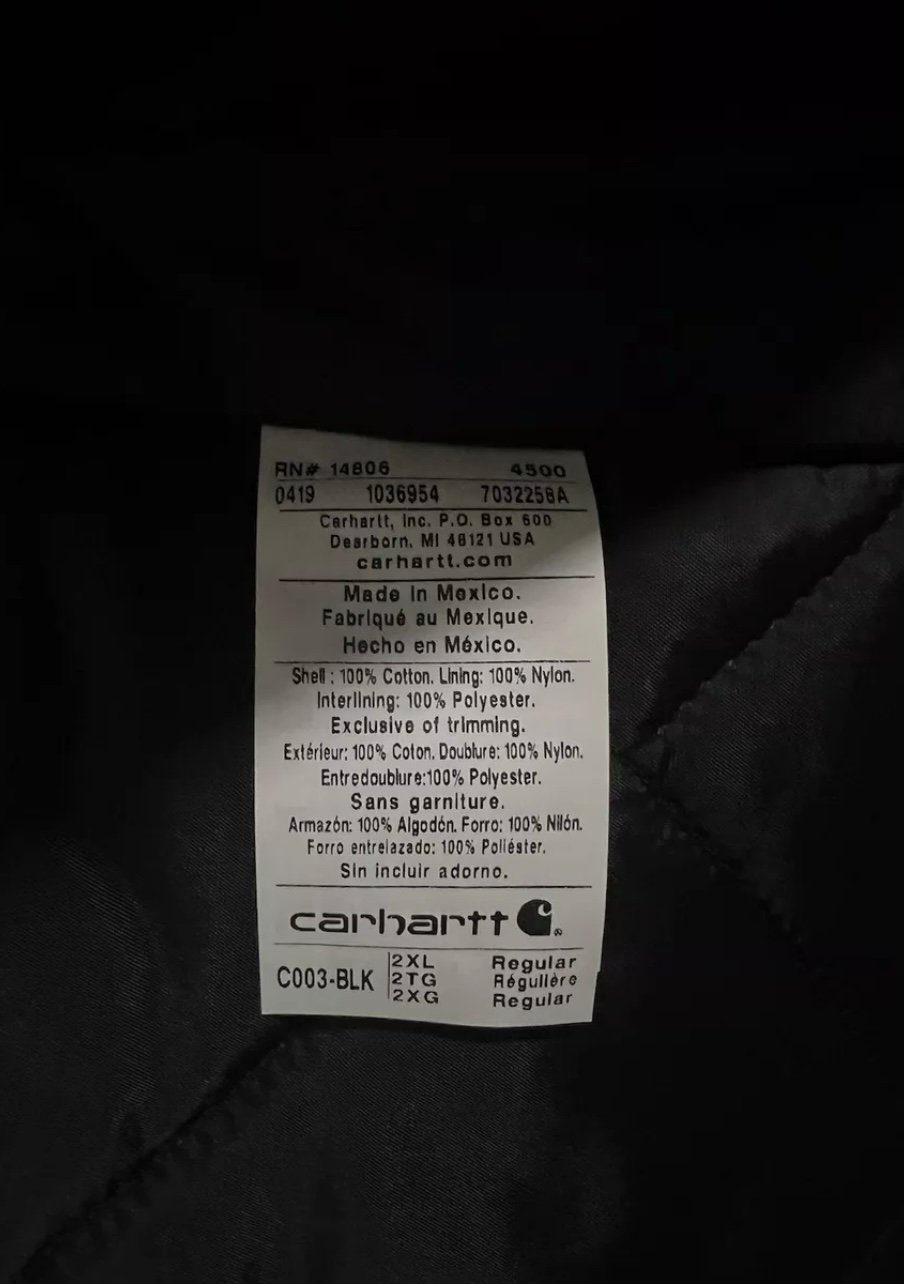 RN# 14806 4500
0419 1036954 7032258A
Carhartt, Inc. P.O. Box 600
Dearborn, MI 48121 USA
carhartt.com
Made in Mexico.
Fabriqué au Mexique.
Hecho en México.
Shell : 100% Cotton. Lining: 100% Nylon.
Interlining: 100% Polyester.
Exclusive of trimming.
Extérieur: 100% Coton. Doublure: 100% Nylon.
Entredoublure:100% Polyester.
Sans garniture.
Armazón: 100% Algodón. Forro: 100% Nilón.
Forro entrelazado: 100% Poliéster.
Sin incluir adorno.
carhartt
C003-BLK
2XL Regular
2TG Régulière
2XG Regular